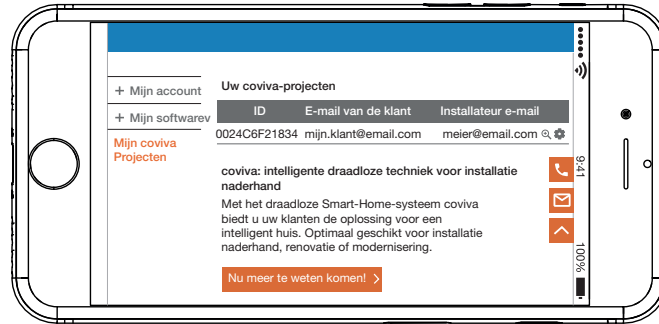 + Mijn account
+ Mijn softwarev
Mijn coviva
Projecten
Uw coviva-projecten
ID E-mail van de klant Installateur e-mail
0024C6F21834 mijn.klant@email.com meier@email.com
coviva: intelligente draadloze techniek voor installatie
naderhand
Met het draadloze Smart-Home-systeem coviva
biedt u uw klanten de oplossing voor een
intelligent huis. Optimaal geschikt voor installatie
naderhand, renovatie of modernisering.
Nu meer te weten komen!
9:41
100%